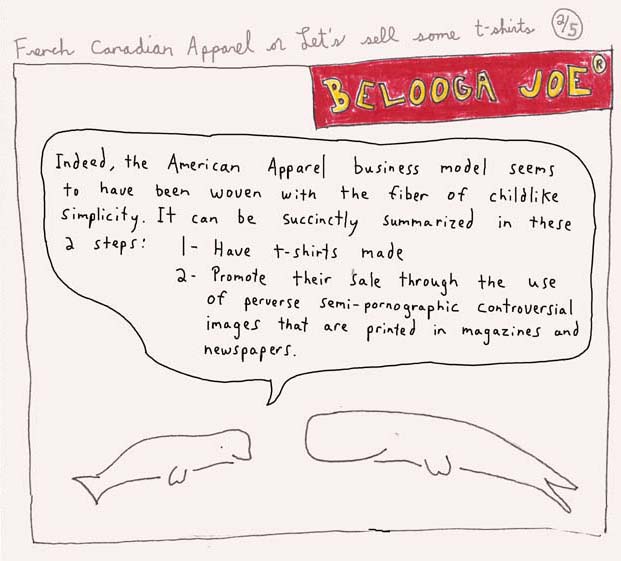 French Canadian Apparel or Let's sell some t-shirts 2/5
BELOOGA JOE®
Indeed, the American Apparel business model seems
to have been woven with the fiber of childlike
simplicity. It can be succinctly summarized in these
2 steps: 1- Have t-shirts made
2- Promote their sale through the use
of perverse semi-pornographic controversial
images that are printed in magazines and
newspapers.